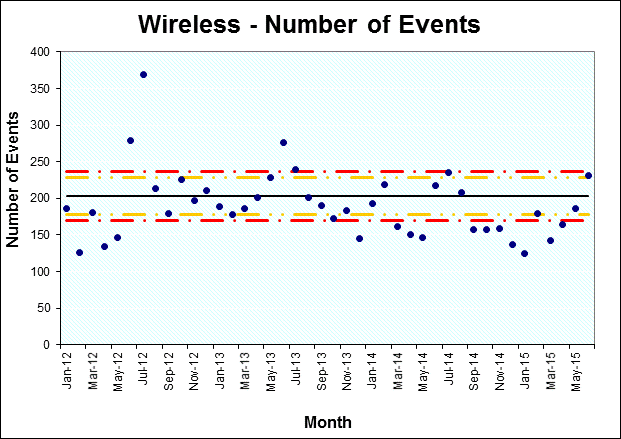 Wireless - Number of Events
Number of Events
400
350
300
250
200
150
100
50
0
Jan-12
Mar-12
May-12
Jul-12
Sep-12
Nov-12
Jan-13
Mar-13
May-13
Jul-13
Sep-13
Nov-13
Jan-14
Mar-14
May-14
Jul-14
Sep-14
Nov-14
Jan-15
Mar-15
May-15
Month